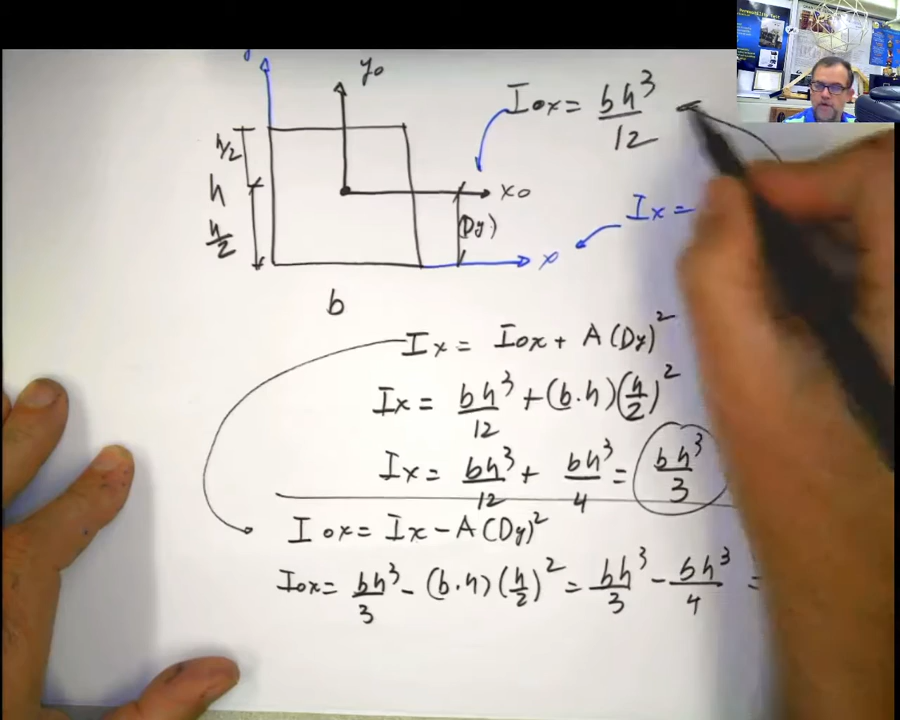 y₀
Iox = bh³/12
h/2
h
h/2
x₀
(Dy)
x
Ix =
b
Ix = Iox + A(Dy)²
Ix = bh³/12 + (b.h)(h/2)²
Ix = bh³/12 + bh³/4 = bh³/3
Iox = Ix - A(Dy)²
Iox = bh³/3 - (b.h)(h/2)² = bh³/3 - bh³/4 =